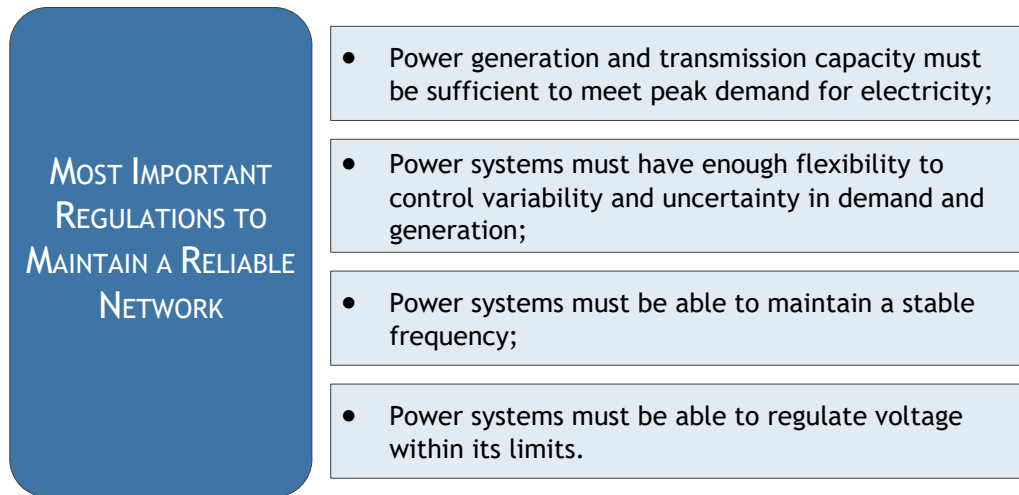 MOST IMPORTANT
REGULATIONS TO
MAINTAIN A RELIABLE
NETWORK
• Power generation and transmission capacity must
be sufficient to meet peak demand for electricity;
• Power systems must have enough flexibility to
control variability and uncertainty in demand and
generation;
• Power systems must be able to maintain a stable
frequency;
• Power systems must be able to regulate voltage
within its limits.